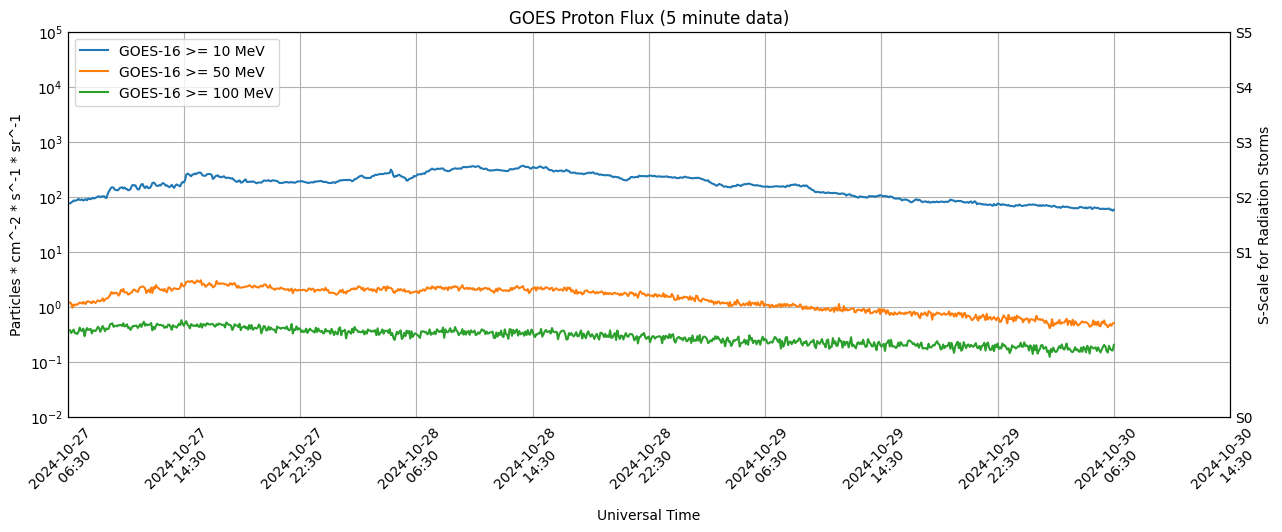 GOES Proton Flux (5 minute data)
GOES-16 >= 10 MeV
GOES-16 >= 50 MeV
GOES-16 >= 100 MeV
Particles * cm^-2 * s^-1 * sr^-1
10^5
10^4
10^3
10^2
10^1
10^0
10^-1
10^-2
S5
S4
S3
S2
S1
S0
S-Scale for Radiation Storms
2024-10-27
06:30
2024-10-27
14:30
2024-10-27
22:30
2024-10-28
06:30
2024-10-28
14:30
2024-10-28
22:30
2024-10-29
06:30
2024-10-29
14:30
2024-10-29
22:30
2024-10-30
06:30
2024-10-30
14:30
Universal Time